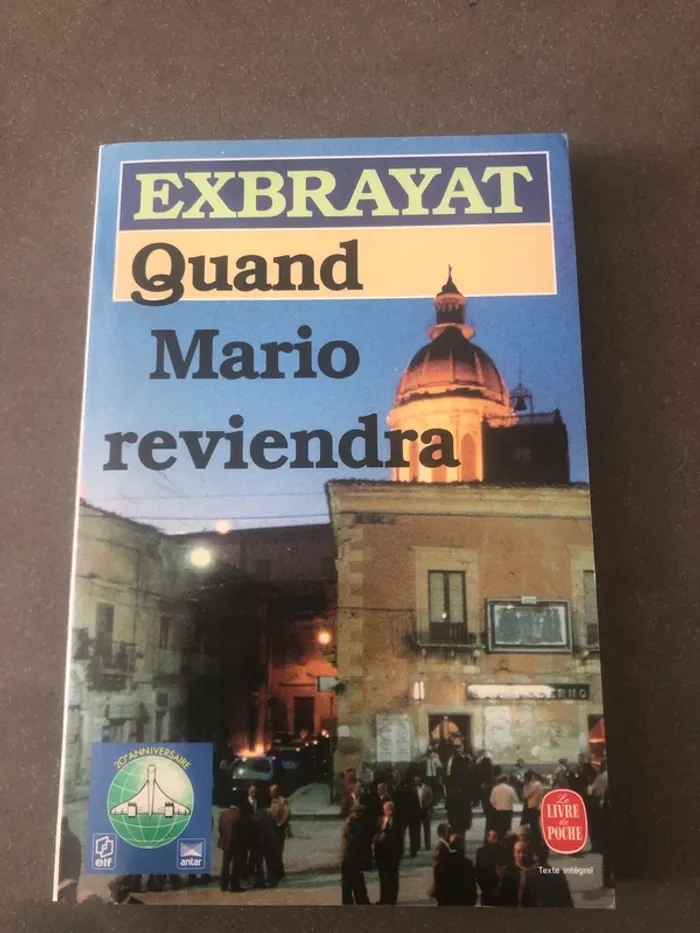 EXBRAYAT
Quand
Mario
reviendra
20e ANNIVERSAIRE
elf
antar
Le
LIVRE
de
POCHE
Texte intégral